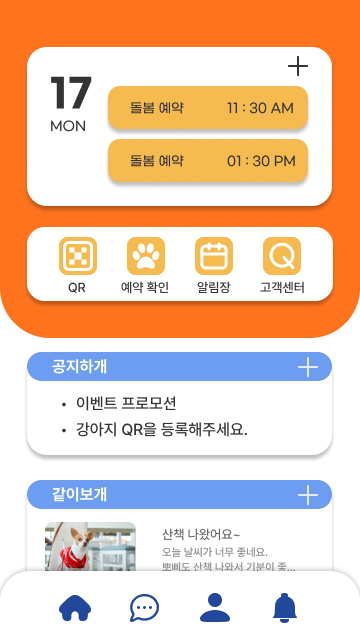 17
MON
돌봄 예약 11 : 30 AM
돌봄 예약 01 : 30 PM
QR 예약 확인 알림장 고객센터
공지하개
• 이벤트 프로모션
• 강아지 QR을 등록해주세요.
같이보개
산책 나왔어요~
오늘 날씨가 너무 좋네요.
뽀삐도 산책 나와서 기분이 좋...